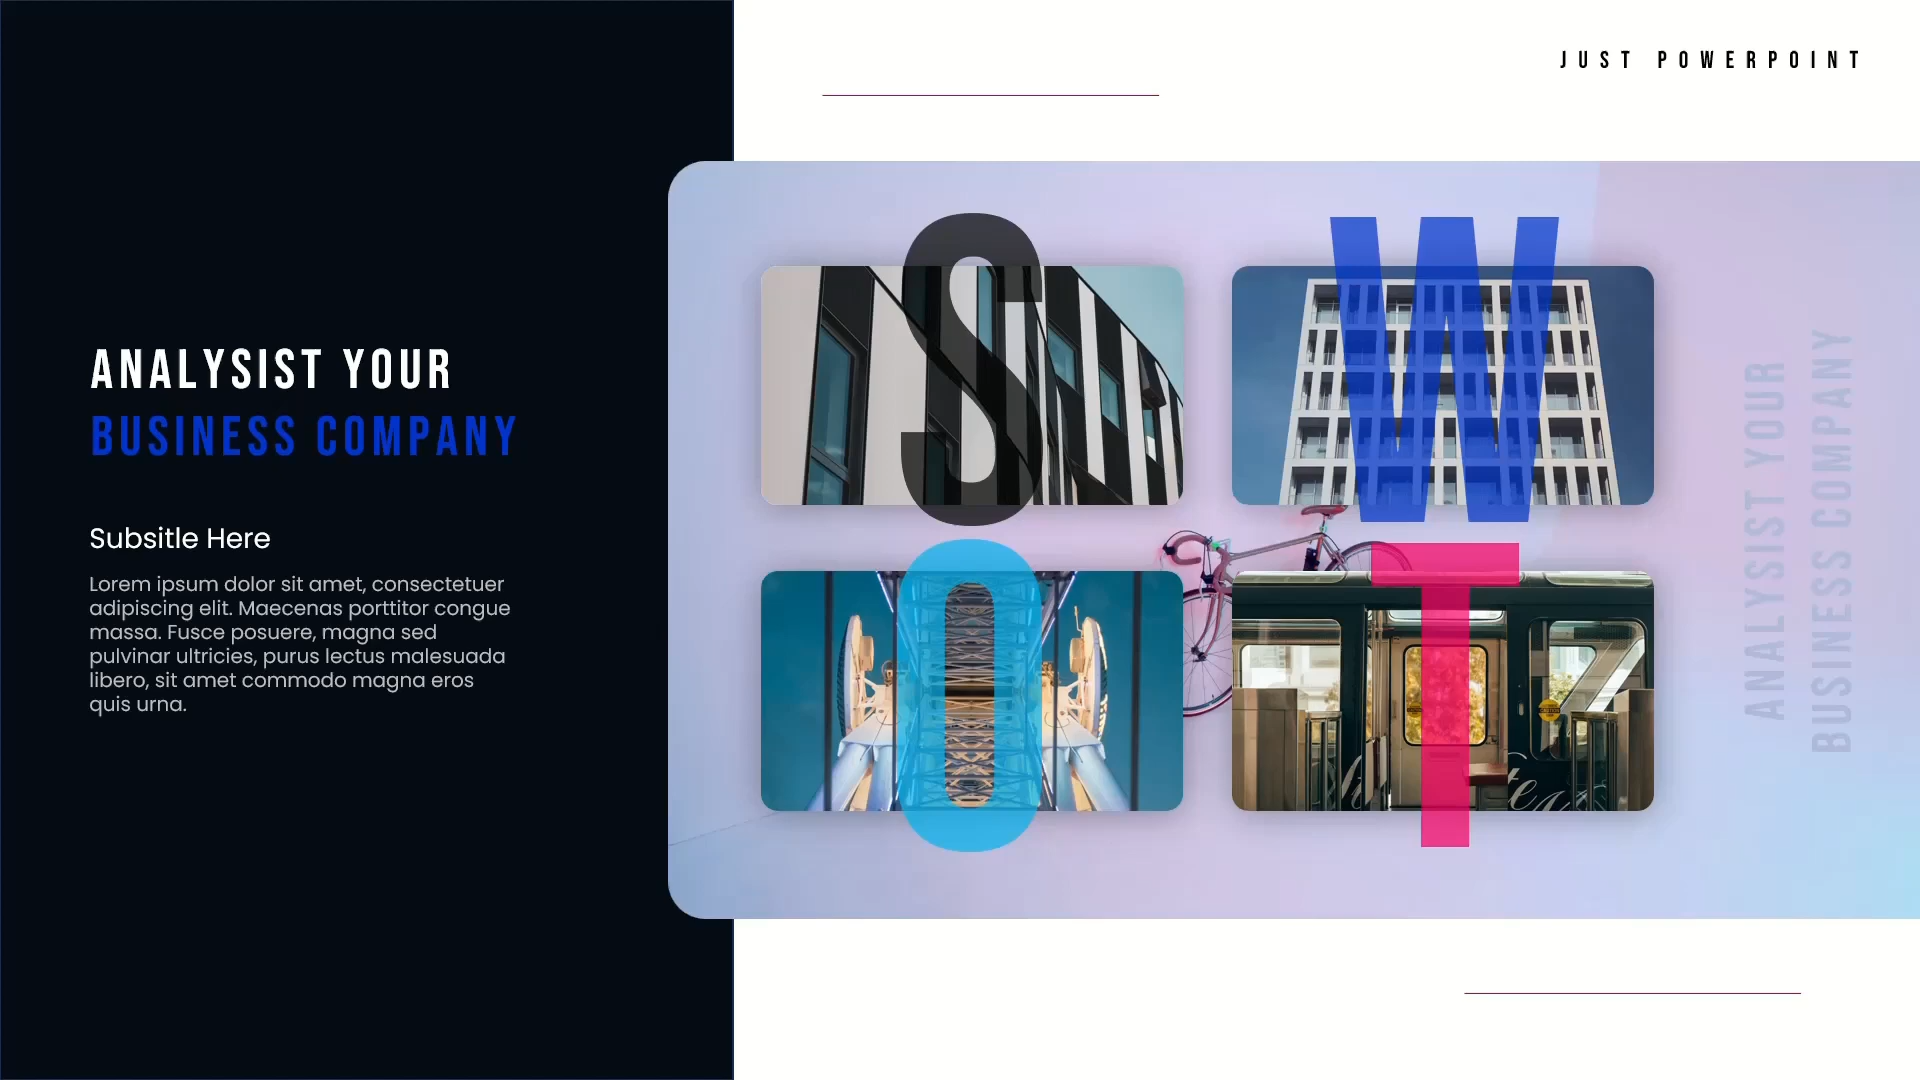 JUST POWERPOINT
ANALYSIST YOUR
BUSINESS COMPANY
Subsitle Here
Lorem ipsum dolor sit amet, consectetuer
adipiscing elit. Maecenas porttitor congue
massa. Fusce posuere, magna sed
pulvinar ultricies, purus lectus malesuada
libero, sit amet commodo magna eros
quis urna.
S
W
O
T
ANALYSIST YOUR
BUSINESS COMPANY